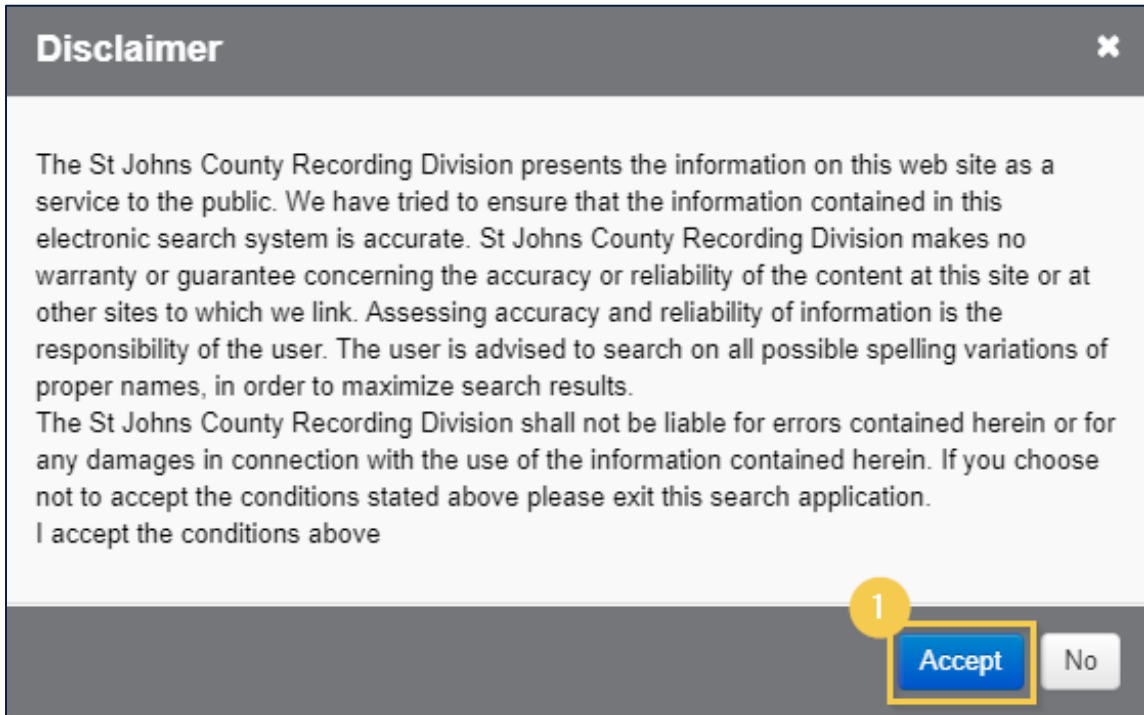 Disclaimer ✖
The St Johns County Recording Division presents the information on this web site as a
service to the public. We have tried to ensure that the information contained in this
electronic search system is accurate. St Johns County Recording Division makes no
warranty or guarantee concerning the accuracy or reliability of the content at this site or at
other sites to which we link. Assessing accuracy and reliability of information is the
responsibility of the user. The user is advised to search on all possible spelling variations of
proper names, in order to maximize search results.
The St Johns County Recording Division shall not be liable for errors contained herein or for
any damages in connection with the use of the information contained herein. If you choose
not to accept the conditions stated above please exit this search application.
I accept the conditions above
1
Accept No